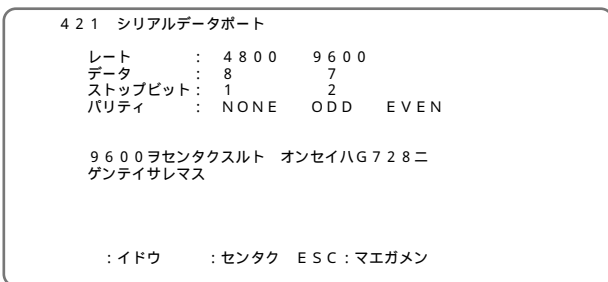 421 シリアルデータポート
レート : 4800 9600
データ : 8 7
ストップビット: 1 2
パリティ : NONE ODD EVEN
9600ヲセンタクスルト オンセイハG728ニ
ゲンテイサレマス
:イドウ :センタク ESC:マエガメン